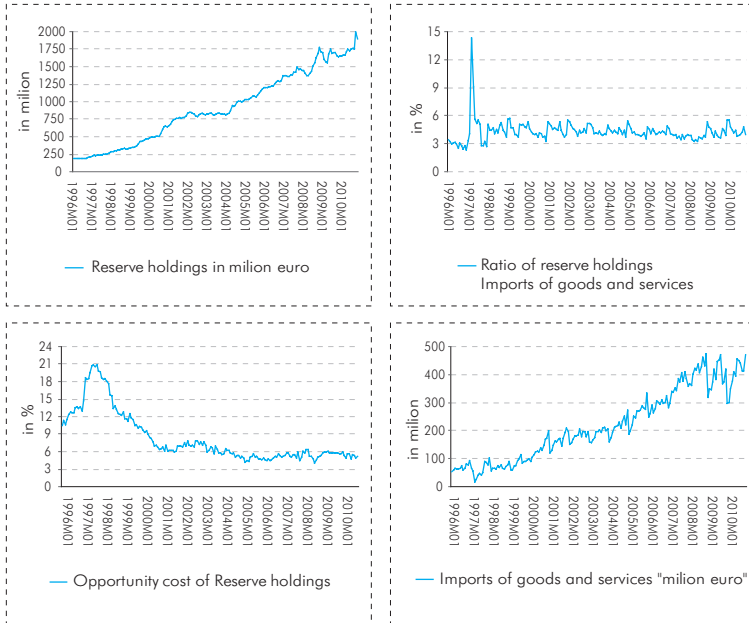 2000
1750
1500
1250
1000
750
500
250
0
in milion
1996M01
1997M01
1998M01
1999M01
2000M01
2001M01
2002M01
2003M01
2004M01
2005M01
2006M01
2007M01
2008M01
2009M01
2010M01
Reserve holdings in milion euro
15
12
9
6
3
0
in %
1996M01
1997M01
1998M01
1999M01
2000M01
2001M01
2002M01
2003M01
2004M01
2005M01
2006M01
2007M01
2008M01
2009M01
2010M01
Ratio of reserve holdings
Imports of goods and services
24
21
18
15
12
9
6
3
0
in %
1996M01
1997M01
1998M01
1999M01
2000M01
2001M01
2002M01
2003M01
2004M01
2005M01
2006M01
2007M01
2008M01
2009M01
2010M01
Opportunity cost of Reserve holdings
500
400
300
200
100
0
in milion
1996M01
1997M01
1998M01
1999M01
2000M01
2001M01
2002M01
2003M01
2004M01
2005M01
2006M01
2007M01
2008M01
2009M01
2010M01
Imports of goods and services "milion euro"